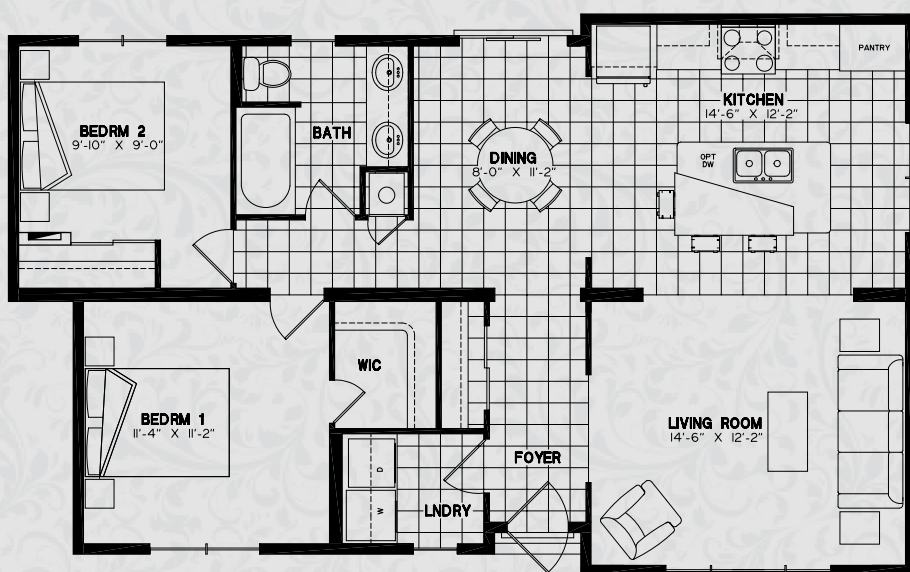 BEDRM 2
9'-10" X 9'-0"
BATH
DINING
8'-0" X 11'-2"
KITCHEN
14'-6" X 12'-2"
PANTRY
OPT
DW
BEDRM 1
11'-4" X 11'-2"
WIC
D
W
LNDRY
FOYER
LIVING ROOM
14'-6" X 12'-2"